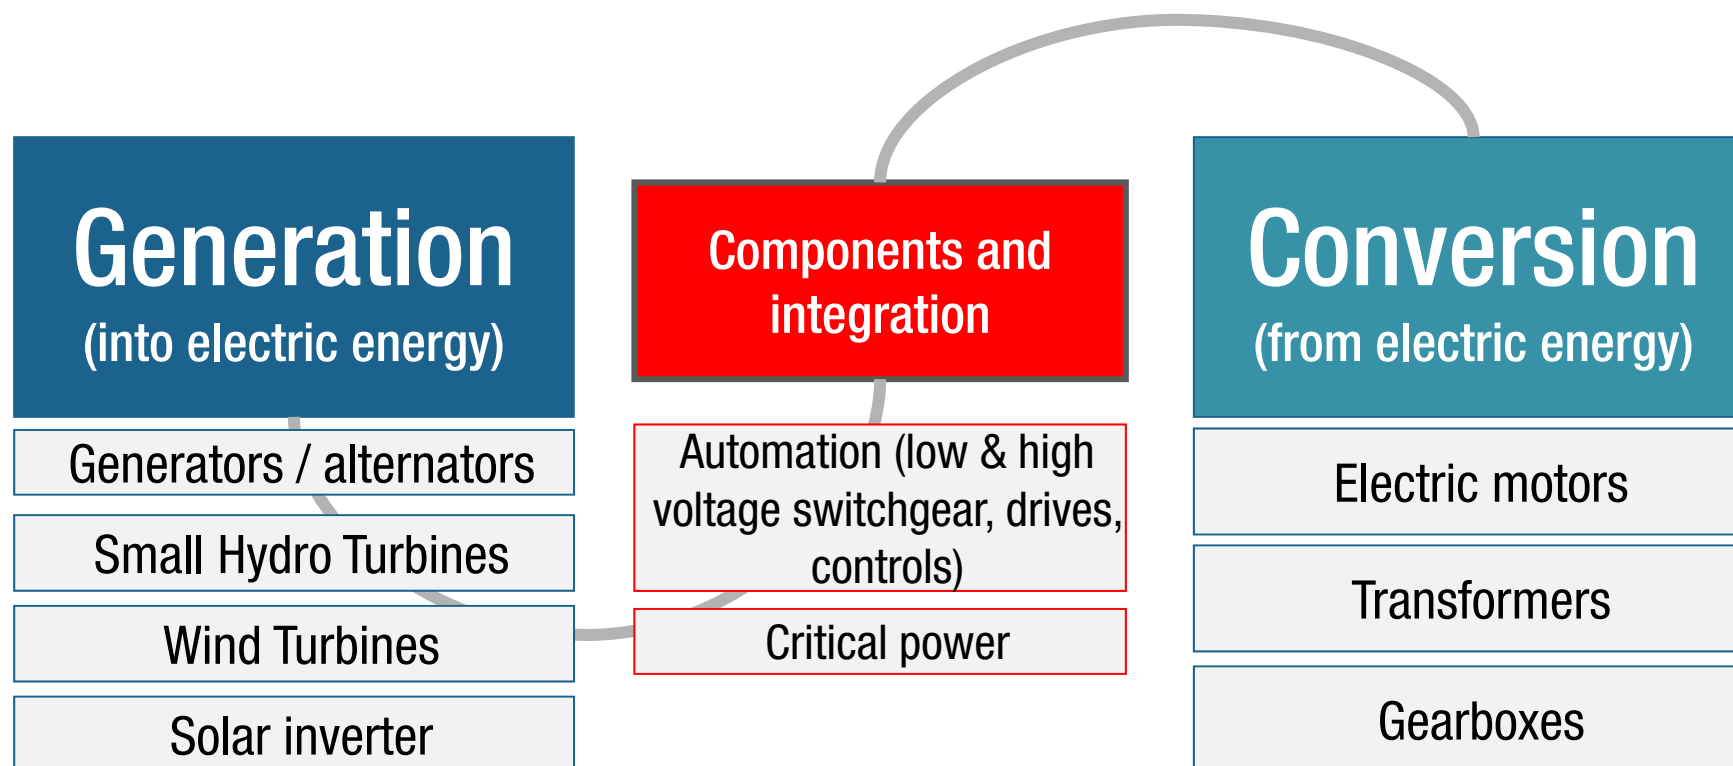 Generation
(into electric energy)
Generators / alternators
Small Hydro Turbines
Wind Turbines
Solar inverter
Components and
integration
Automation (low & high
voltage switchgear, drives,
controls)
Critical power
Conversion
(from electric energy)
Electric motors
Transformers
Gearboxes